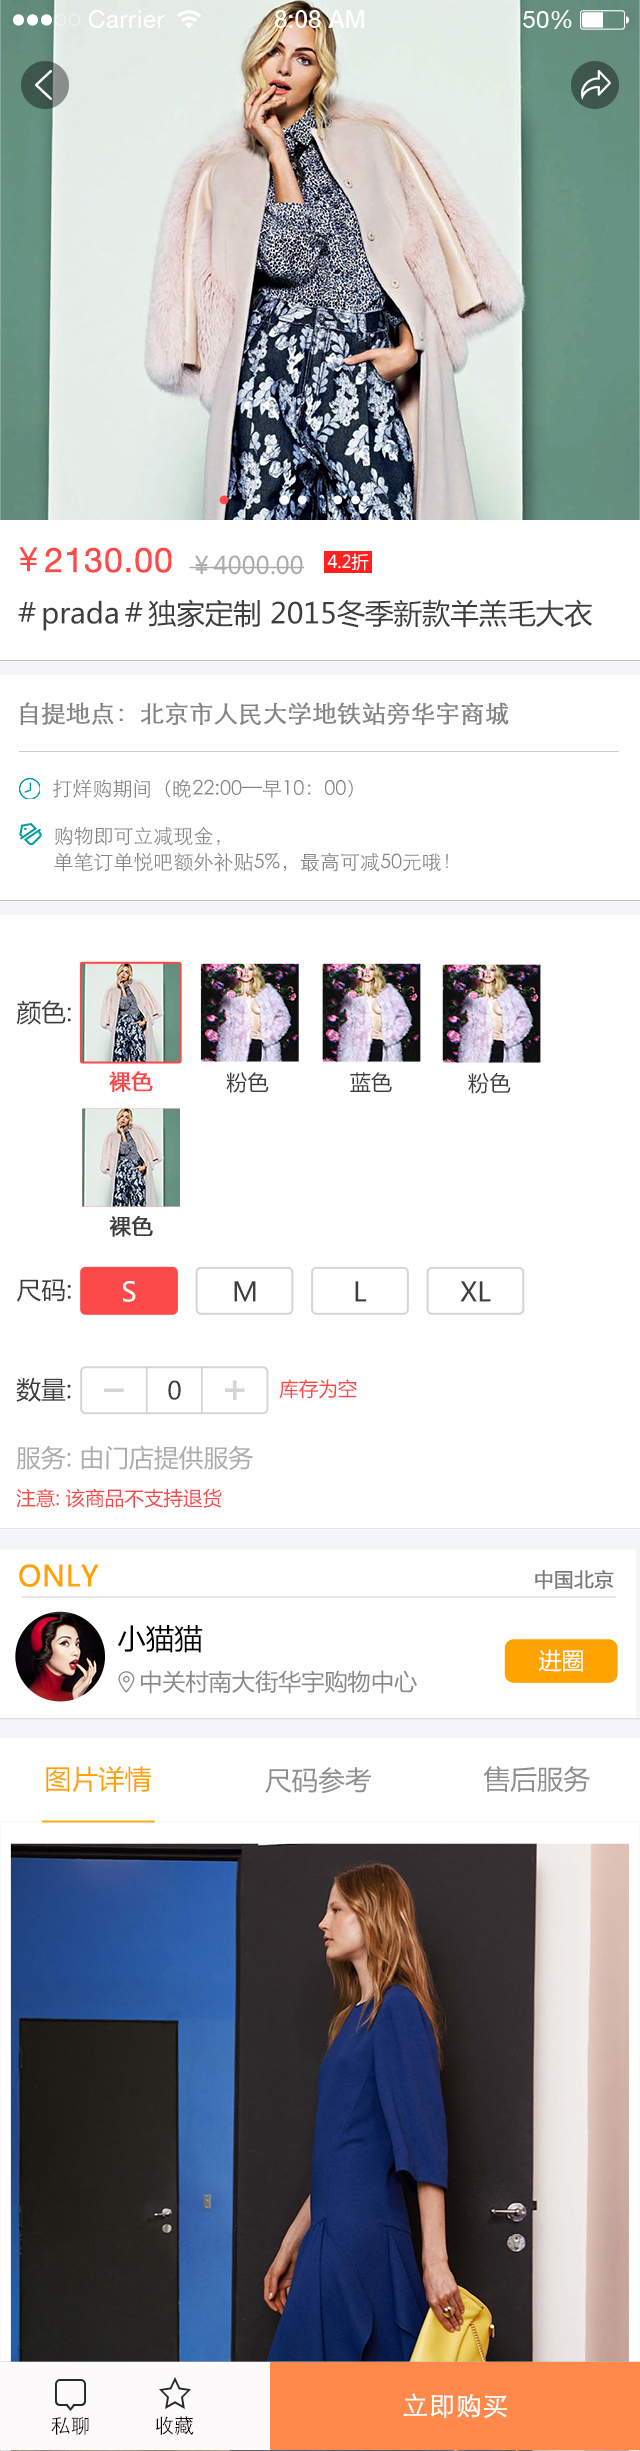 Carrier 8:08 AM 50%
￥2130.00 ￥4000.00 4.2折
#prada#独家定制 2015冬季新款羊羔毛大衣
自提地点：北京市人民大学地铁站旁华宇商城
打烊购期间（晚22:00—早10：00）
购物即可立减现金，
单笔订单悦吧额外补贴5%，最高可减50元哦！
颜色:
裸色 粉色 蓝色 粉色
裸色
尺码: S M L XL
数量: － 0 ＋ 库存为空
服务: 由门店提供服务
注意: 该商品不支持退货
ONLY 中国北京
小猫猫
中关村南大街华宇购物中心 进圈
图片详情 尺码参考 售后服务
私聊 收藏 立即购买